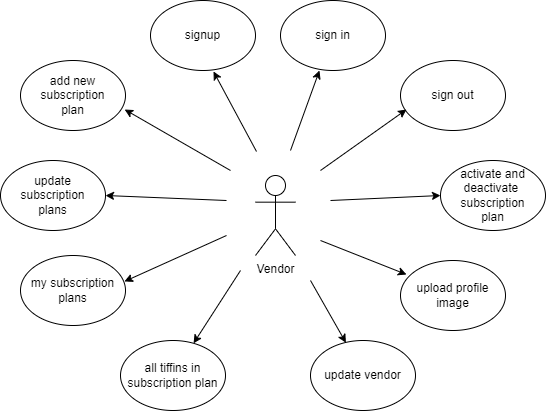 signup
sign in
add new
subscription
plan
sign out
update
subscription
plans
activate and
deactivate
subscription
plan
Vendor
my subscription
plans
upload profile
image
all tiffins in
subscription plan
update vendor